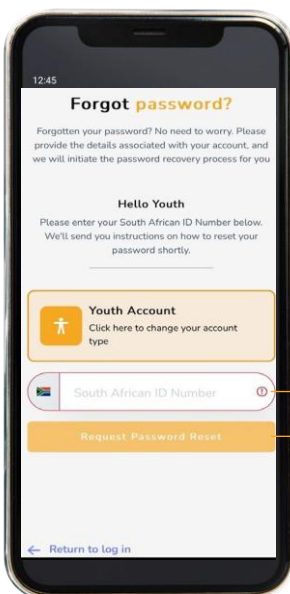 12:45
Forgot password?
Forgotten your password? No need to worry. Please
provide the details associated with your account, and
we will initiate the password recovery process for you
Hello Youth
Please enter your South African ID Number below.
We'll send you instructions on how to reset your
password shortly.
Youth Account
Click here to change your account
type
South African ID Number
Request Password Reset
← Return to log in